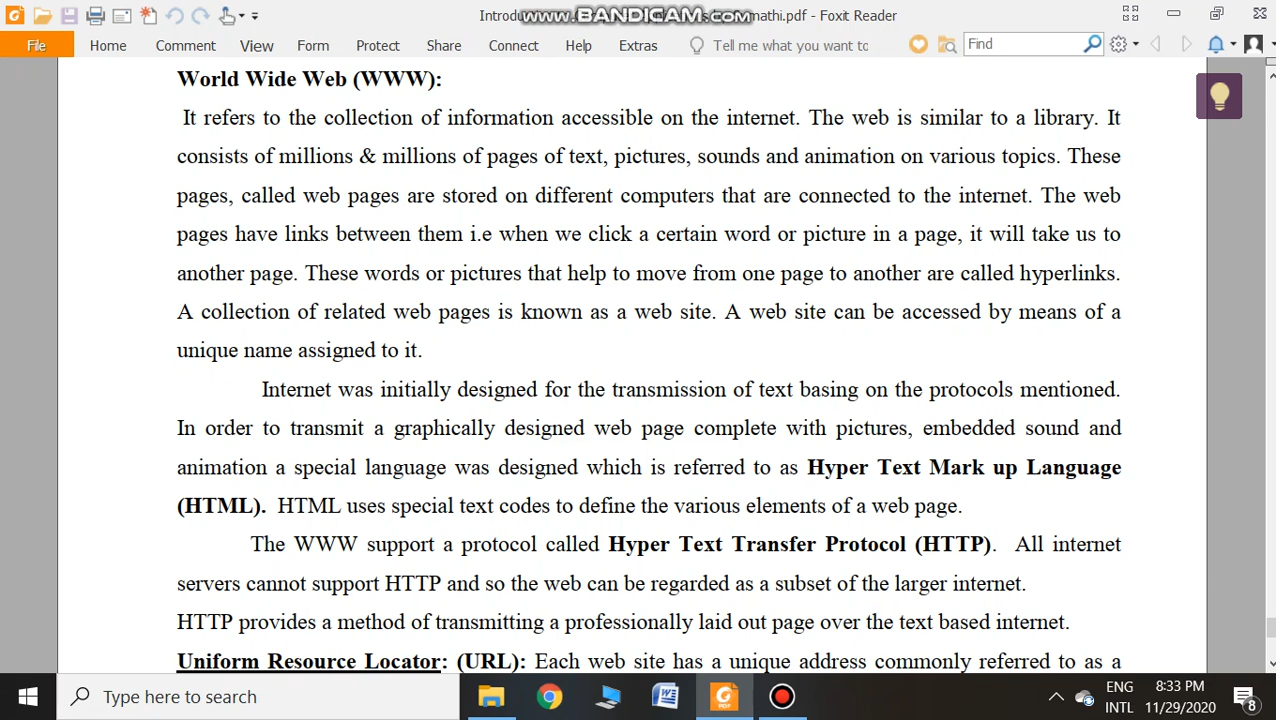 Introdu
www.BANDICAM.com
mathi.pdf - Foxit Reader
File
Home
Comment
View
Form
Protect
Share
Connect
Help
Extras
Tell me what you want to
Find
World Wide Web (WWW):
It refers to the collection of information accessible on the internet. The web is similar to a library. It
consists of millions & millions of pages of text, pictures, sounds and animation on various topics. These
pages, called web pages are stored on different computers that are connected to the internet. The web
pages have links between them i.e when we click a certain word or picture in a page, it will take us to
another page. These words or pictures that help to move from one page to another are called hyperlinks.
A collection of related web pages is known as a web site. A web site can be accessed by means of a
unique name assigned to it.
Internet was initially designed for the transmission of text basing on the protocols mentioned.
In order to transmit a graphically designed web page complete with pictures, embedded sound and
animation a special language was designed which is referred to as Hyper Text Mark up Language
(HTML). HTML uses special text codes to define the various elements of a web page.
The WWW support a protocol called Hyper Text Transfer Protocol (HTTP). All internet
servers cannot support HTTP and so the web can be regarded as a subset of the larger internet.
HTTP provides a method of transmitting a professionally laid out page over the text based internet.
Uniform Resource Locator: (URL): Each web site has a unique address commonly referred to as a
Type here to search
ENG
INTL
8:33 PM
11/29/2020
8